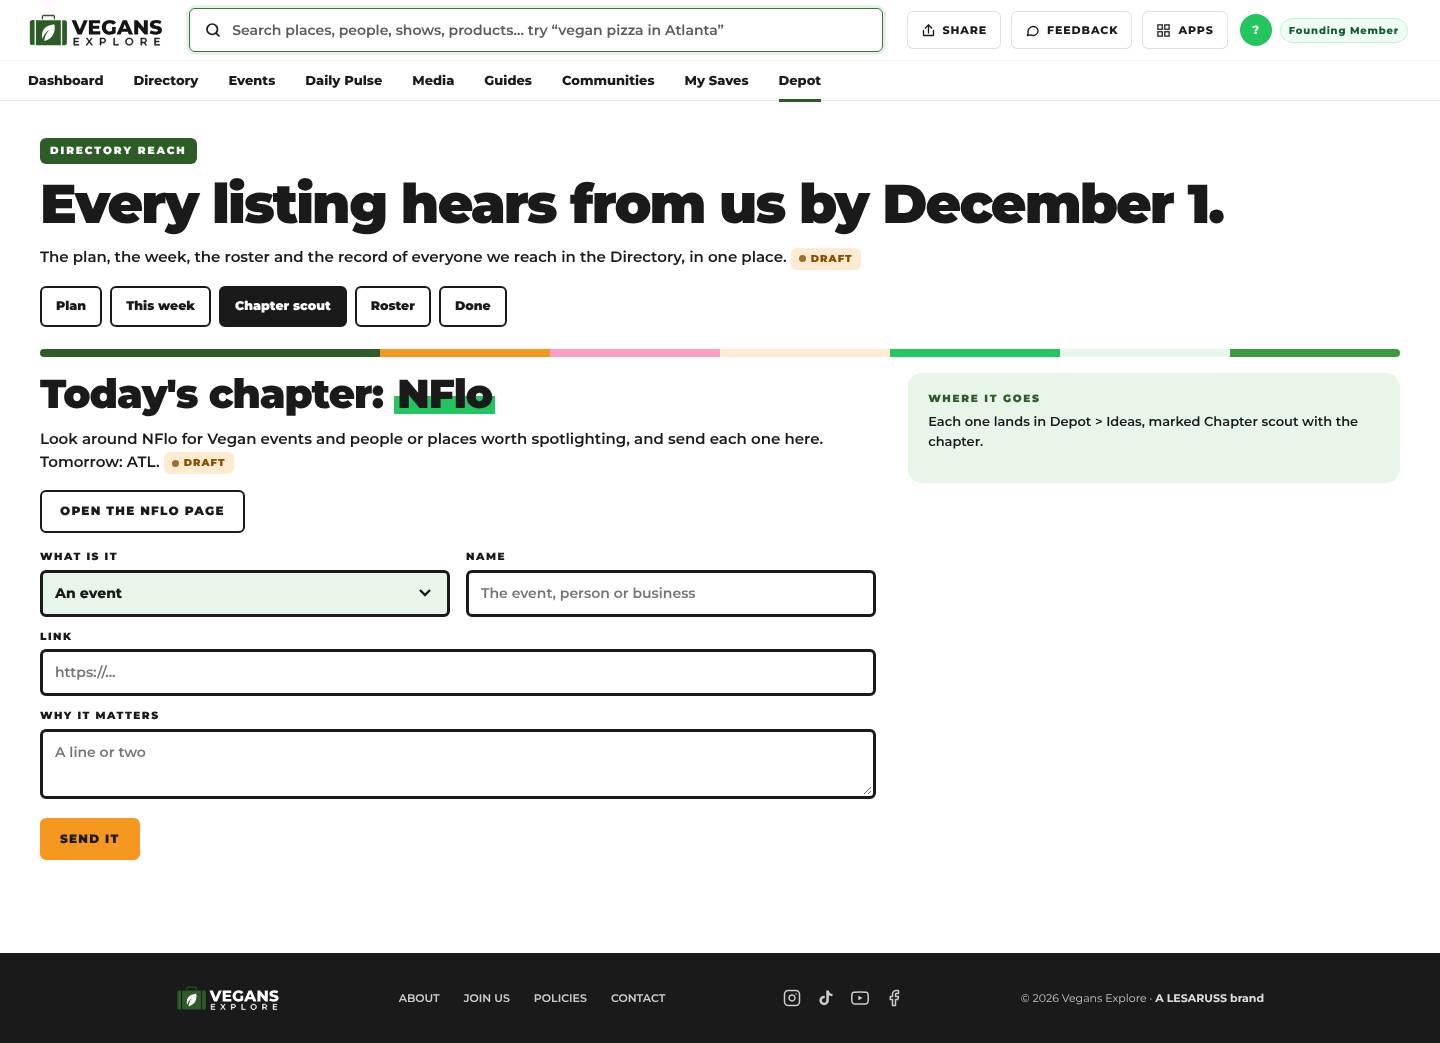 VEGANS
EXPLORE
Search places, people, shows, products... try “vegan pizza in Atlanta”
SHARE
FEEDBACK
APPS
?
Founding Member
Dashboard
Directory
Events
Daily Pulse
Media
Guides
Communities
My Saves
Depot
DIRECTORY REACH
Every listing hears from us by December 1.
The plan, the week, the roster and the record of everyone we reach in the Directory, in one place. DRAFT
Plan
This week
Chapter scout
Roster
Done
Today's chapter: NFlo
Look around NFlo for Vegan events and people or places worth spotlighting, and send each one here.
Tomorrow: ATL. DRAFT
OPEN THE NFLO PAGE
WHERE IT GOES
Each one lands in Depot > Ideas, marked Chapter scout with the
chapter.
WHAT IS IT
An event
NAME
The event, person or business
LINK
https://...
WHY IT MATTERS
A line or two
SEND IT
VEGANS
EXPLORE
ABOUT
JOIN US
POLICIES
CONTACT
© 2026 Vegans Explore · A LESARUSS brand